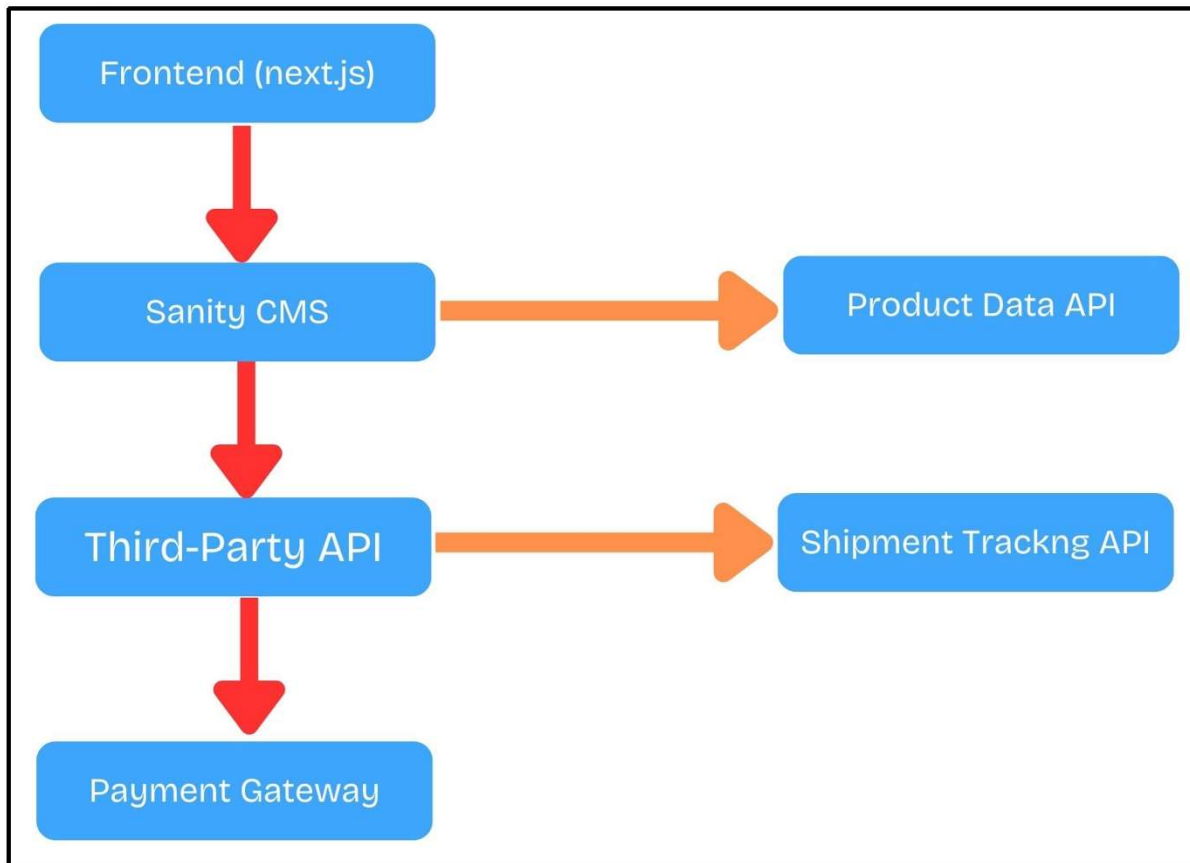 Frontend (next.js)
Sanity CMS
Product Data API
Third-Party API
Shipment Trackng API
Payment Gateway